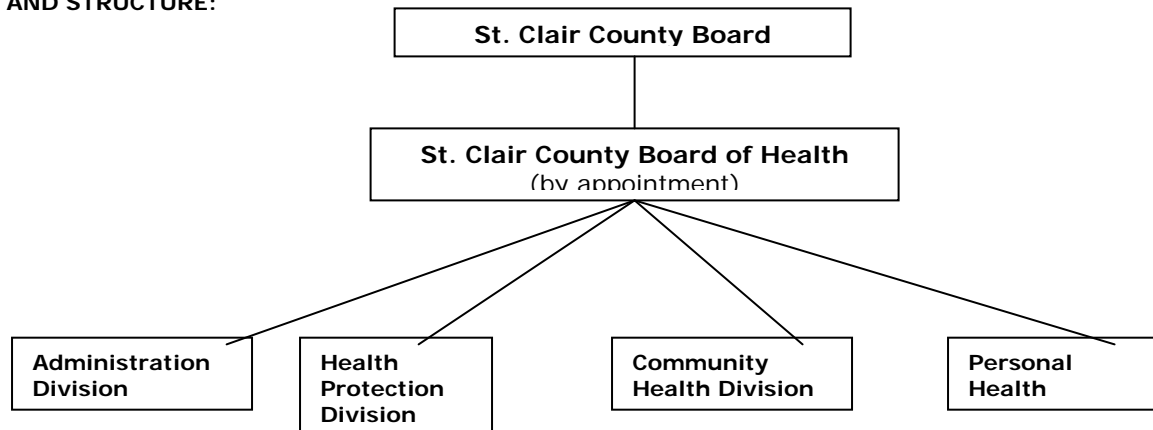 AND STRUCTURE:
St. Clair County Board
St. Clair County Board of Health
(by appointment)
Administration
Division
Health
Protection
Division
Community
Health Division
Personal
Health